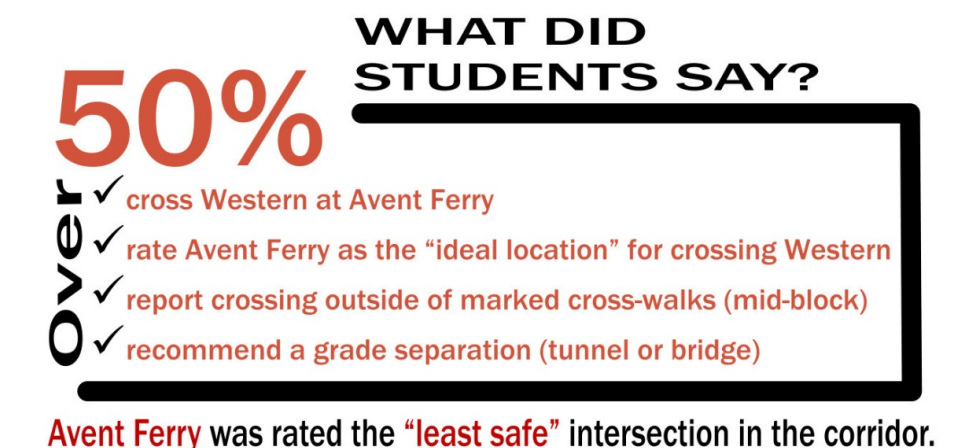 WHAT DID
STUDENTS SAY?
Over
50%
✓ cross Western at Avent Ferry
✓ rate Avent Ferry as the “ideal location” for crossing Western
✓ report crossing outside of marked cross-walks (mid-block)
✓ recommend a grade separation (tunnel or bridge)
Avent Ferry was rated the “least safe” intersection in the corridor.